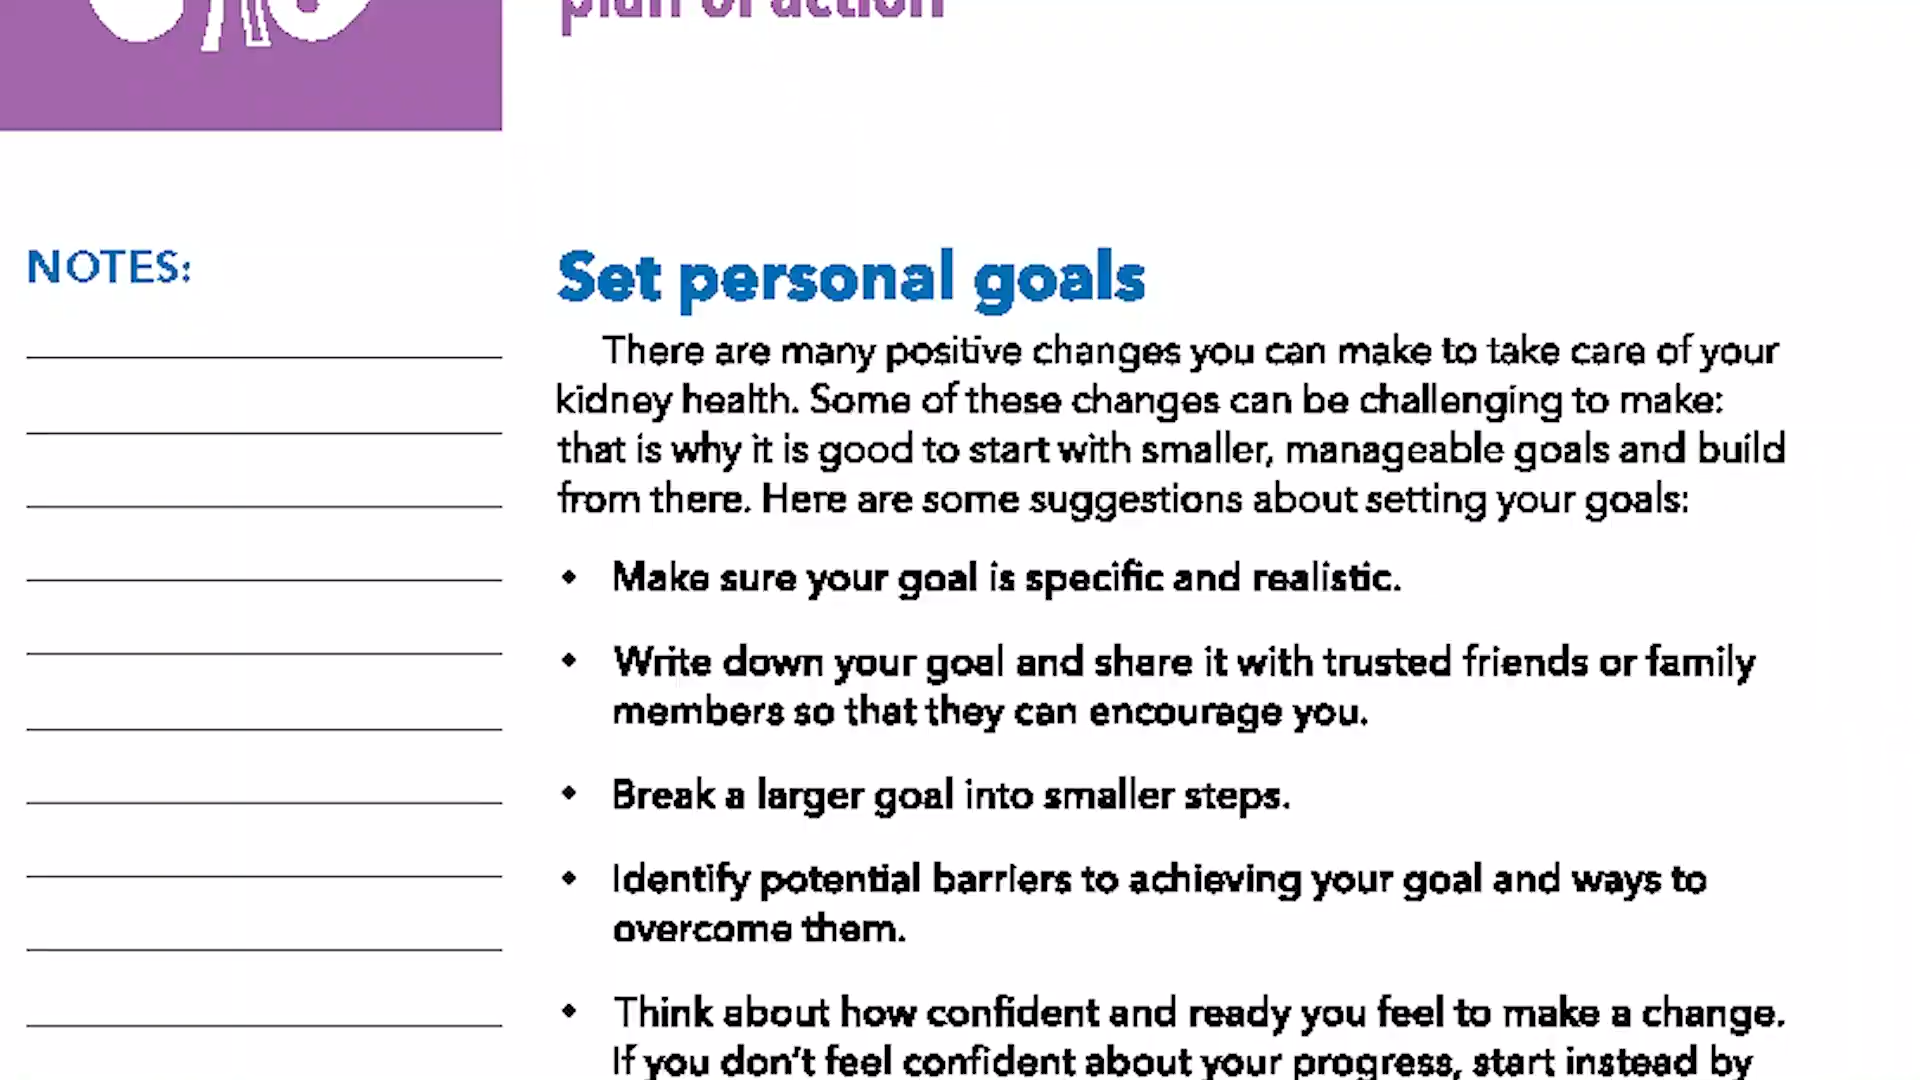 plan of action
NOTES:
Set personal goals
There are many positive changes you can make to take care of your
kidney health. Some of these changes can be challenging to make:
that is why it is good to start with smaller, manageable goals and build
from there. Here are some suggestions about setting your goals:
• Make sure your goal is specific and realistic.
• Write down your goal and share it with trusted friends or family
members so that they can encourage you.
• Break a larger goal into smaller steps.
• Identify potential barriers to achieving your goal and ways to
overcome them.
• Think about how confident and ready you feel to make a change.
If you don't feel confident about your progress, start instead by